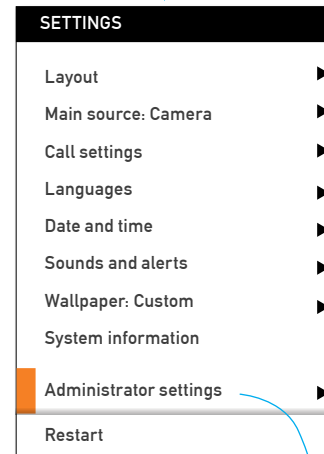 SETTINGS
Layout
Main source: Camera
Call settings
Languages
Date and time
Sounds and alerts
Wallpaper: Custom
System information
Administrator settings
Restart